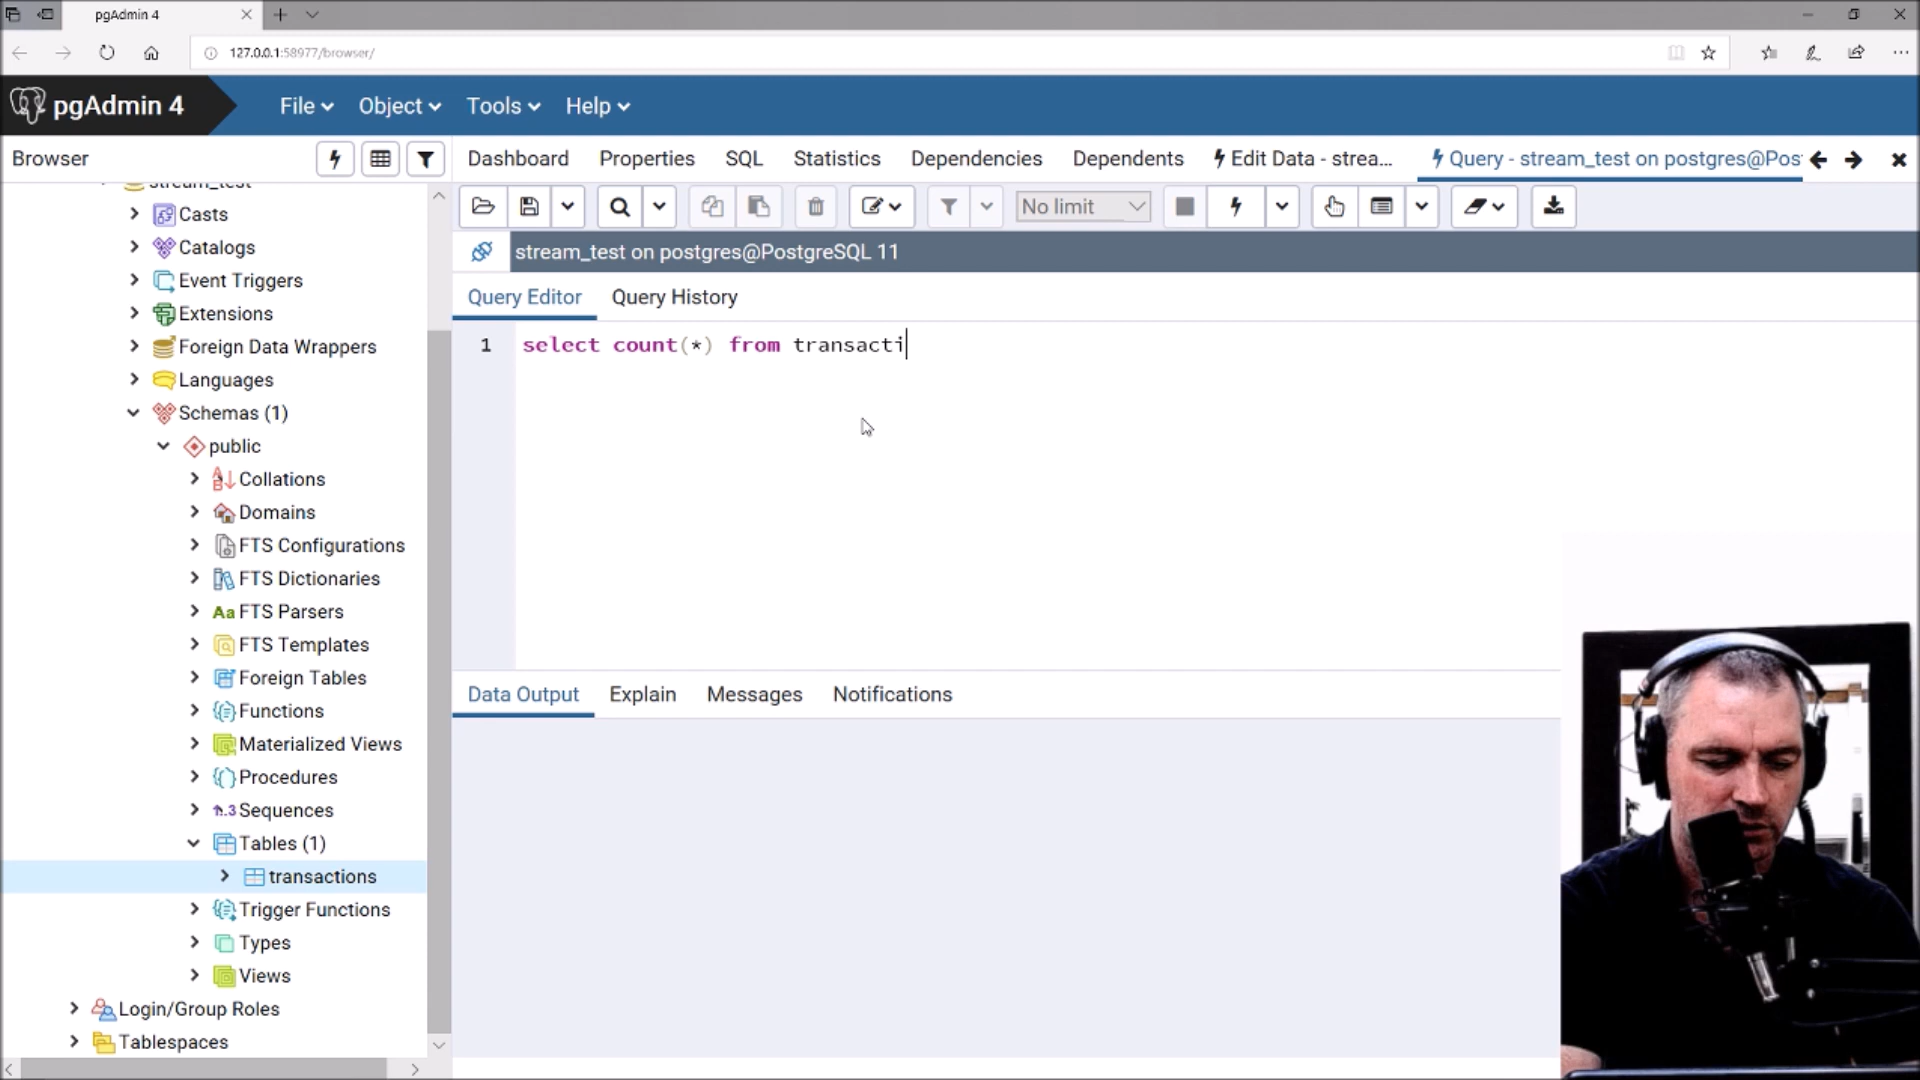 pgAdmin 4
127.0.0.1:58977/browser/
pgAdmin 4
File Object Tools Help
Browser
Dashboard Properties SQL Statistics Dependencies Dependents Edit Data - strea... Query - stream_test on postgres@Pos
No limit
stream_test on postgres@PostgreSQL 11
Query Editor Query History
1 select count(*) from transacti
stream_test
Casts
Catalogs
Event Triggers
Extensions
Foreign Data Wrappers
Languages
Schemas (1)
public
Collations
Domains
FTS Configurations
FTS Dictionaries
Aa FTS Parsers
FTS Templates
Foreign Tables
Functions
Materialized Views
Procedures
1..3 Sequences
Tables (1)
transactions
Trigger Functions
Types
Views
Login/Group Roles
Tablespaces
Data Output Explain Messages Notifications